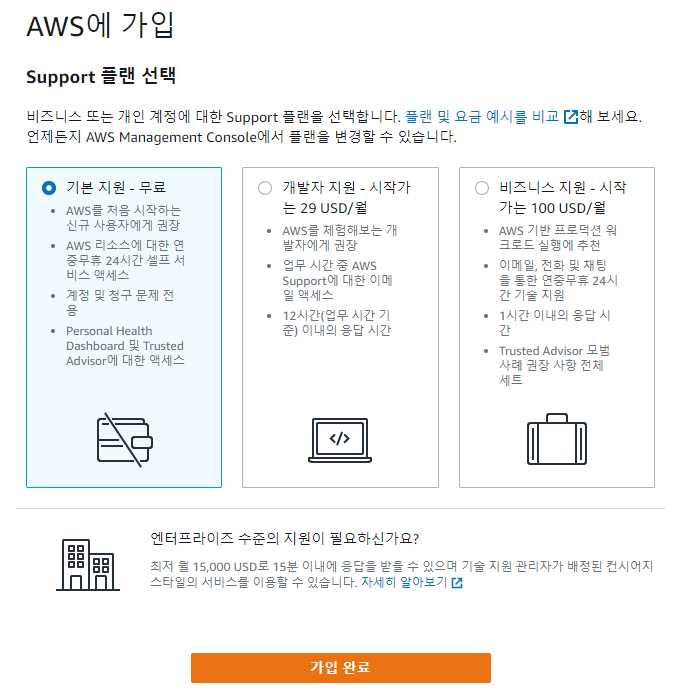 AWS에 가입
Support 플랜 선택
비즈니스 또는 개인 계정에 대한 Support 플랜을 선택합니다. 플랜 및 요금 예시를 비교 해 보세요.
언제든지 AWS Management Console에서 플랜을 변경할 수 있습니다.
기본 지원 - 무료
• AWS를 처음 시작하는
신규 사용자에게 권장
• AWS 리소스에 대한 연
중무휴 24시간 셀프 서
비스 액세스
• 계정 및 청구 문제 전
용
• Personal Health
Dashboard 및 Trusted
Advisor에 대한 액세스
개발자 지원 - 시작가
는 29 USD/월
• AWS를 체험해보는 개
발자에게 권장
• 업무 시간 중 AWS
Support에 대한 이메
일 액세스
• 12시간(업무 시간 기
준) 이내의 응답 시간
</>
비즈니스 지원 - 시작
가는 100 USD/월
• AWS 기반 프로덕션 워
크로드 실행에 추천
• 이메일, 전화 및 채팅
을 통한 연중무휴 24시
간 기술 지원
• 1시간 이내의 응답 시
간
• Trusted Advisor 모범
사례 권장 사항 전체
세트
엔터프라이즈 수준의 지원이 필요하신가요?
최저 월 15,000 USD로 15분 이내에 응답을 받을 수 있으며 기술 지원 관리자가 배정된 컨시어지
스타일의 서비스를 이용할 수 있습니다. 자세히 알아보기
가입 완료